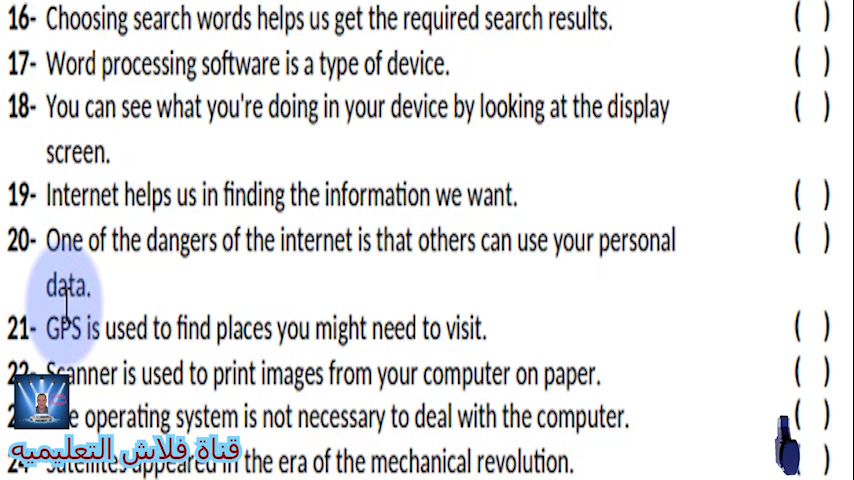 16- Choosing search words helps us get the required search results. ( )
17- Word processing software is a type of device. ( )
18- You can see what you're doing in your device by looking at the display ( )
screen.
19- Internet helps us in finding the information we want. ( )
20- One of the dangers of the internet is that others can use your personal ( )
data.
21- GPS is used to find places you might need to visit. ( )
22- Scanner is used to print images from your computer on paper. ( )
operating system is not necessary to deal with the computer. ( )
قناة فلاش التعليميه
24- Satellites appeared in the era of the mechanical revolution. ( )